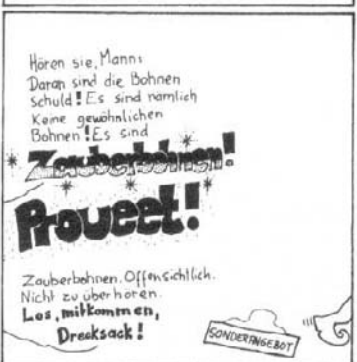 Hören sie, Mann!
Daran sind die Bohnen
schuld! Es sind nämlich
Keine gewöhnlichen
Bohnen! Es sind
Zauberbohnen!
Proueet!
Zauberbohnen. Offensichtlich.
Nicht zu überhören.
Los, mitkommen,
Drecksack!
SONDERANGEBOT